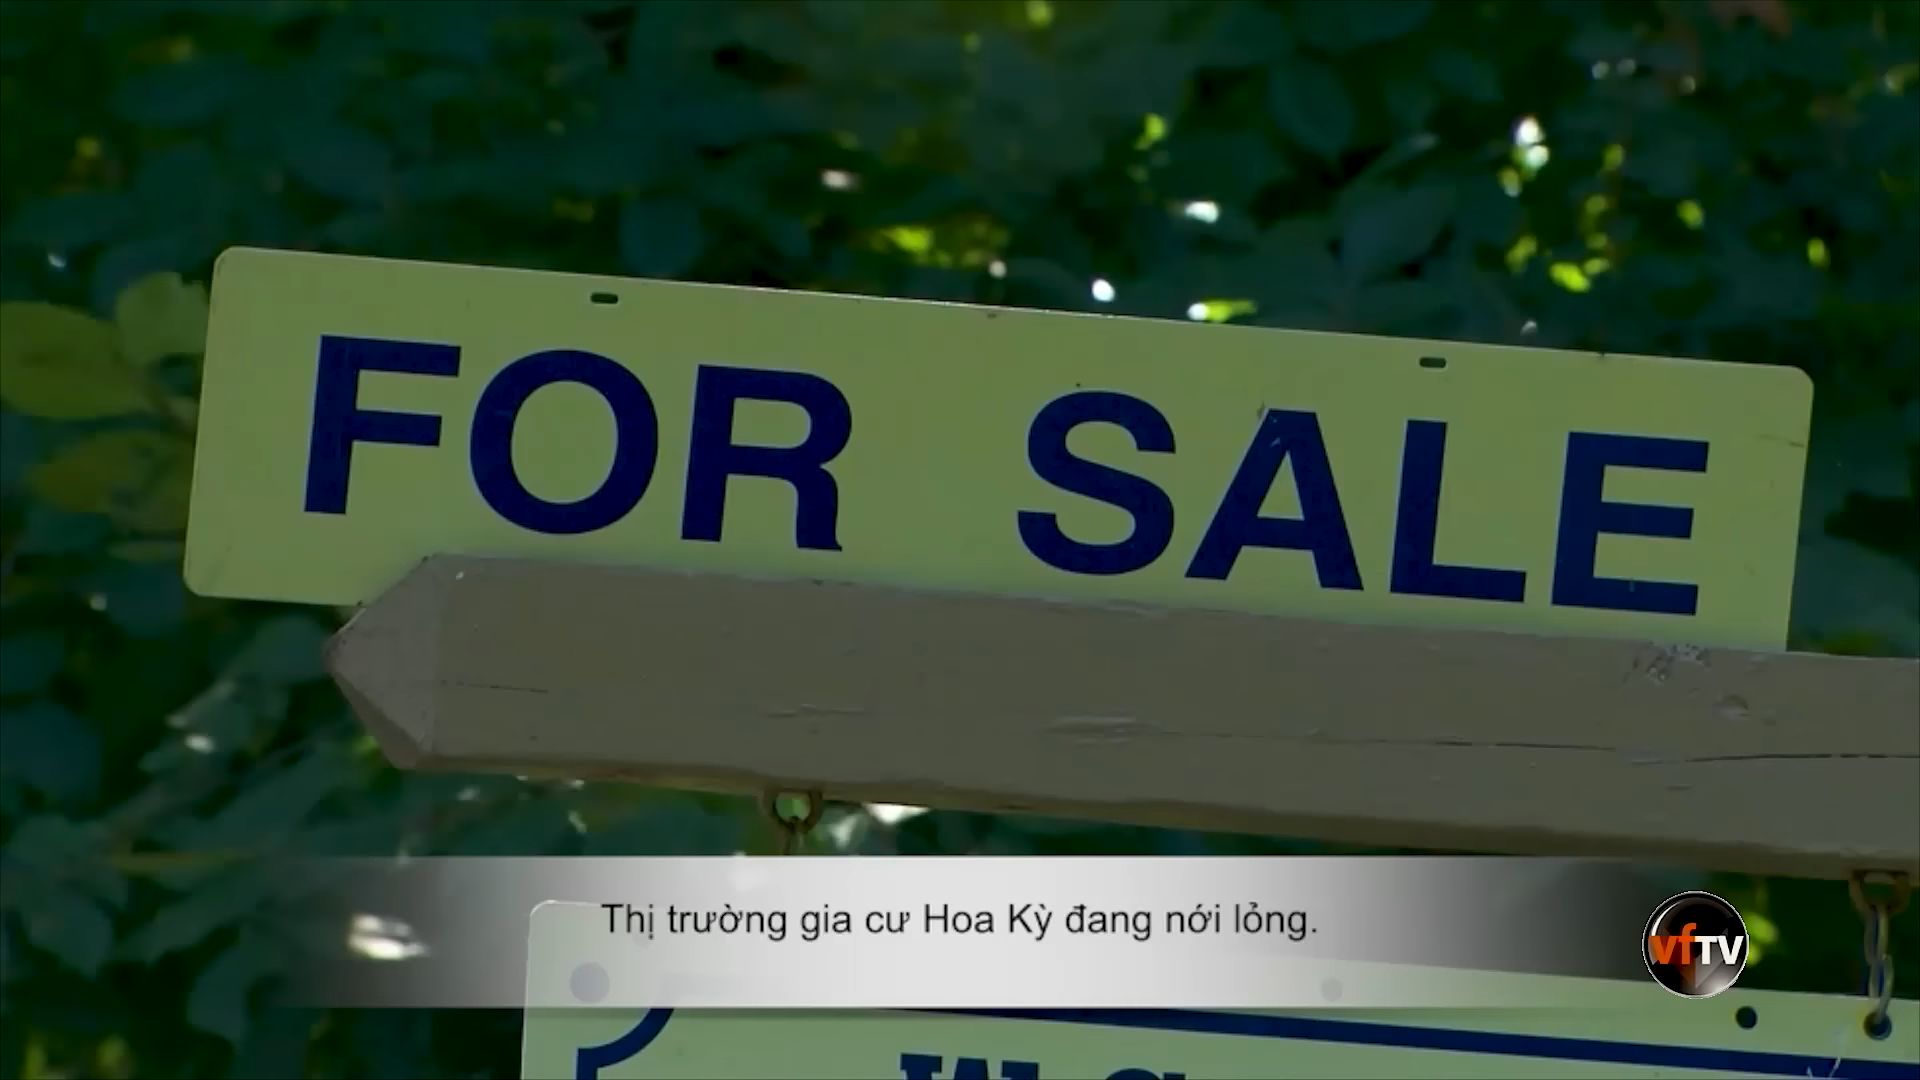 FOR SALE
Thị trường gia cư Hoa Kỳ đang nới lỏng.
vfTV